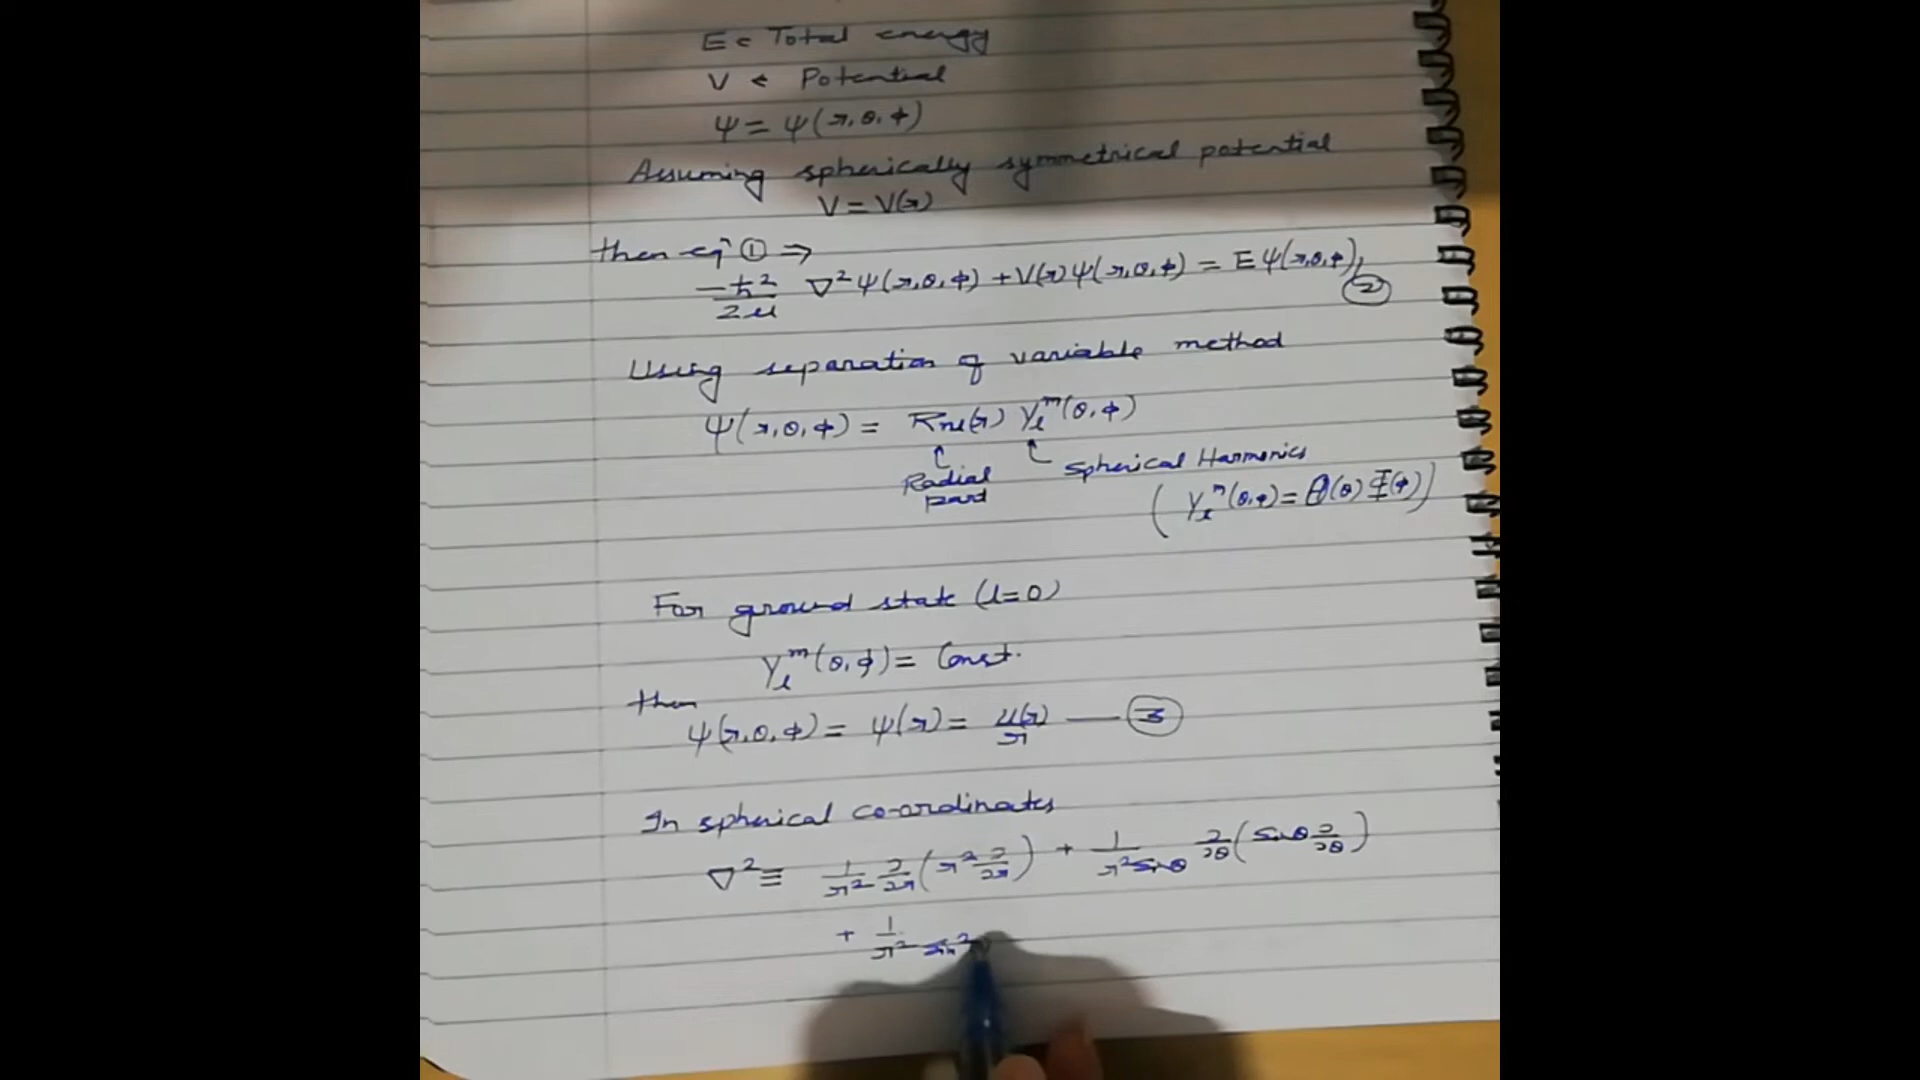 E = Total energy
V = Potential
ψ = ψ(r, θ, φ)
Assuming spherically symmetrical potential
V = V(r)
then eqⁿ ① ⇒
-ℏ²/2μ ∇²ψ(r,θ,φ) + V(r)ψ(r,θ,φ) = Eψ(r,θ,φ), ②
Using separation of variable method
ψ(r,θ,φ) = Rnl(r) Yₗᵐ(θ,φ)
↑ Radial part ↑ Spherical Harmonics
(Yₗᵐ(θ,φ) = Θ(θ) Φ(φ))
For ground state (l=0)
Yₗᵐ(θ,φ) = Const.
then
ψ(r,θ,φ) = ψ(r) = u(r)/r — ③
In spherical co-ordinates
∇² ≡ 1/r² ∂/∂r (r² ∂/∂r) + 1/r² sinθ ∂/∂θ (sinθ ∂/∂θ)
+ 1/r² sin²